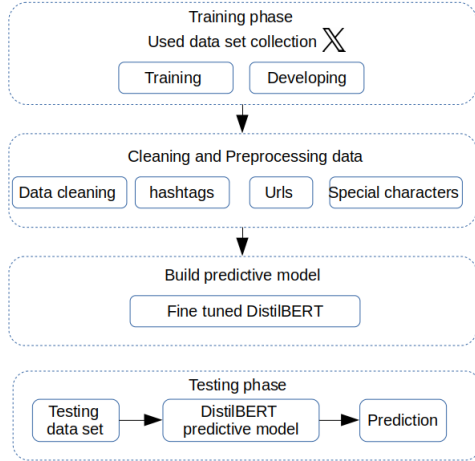 Training phase
Used data set collection 𝕏
Training Developing
Cleaning and Preprocessing data
Data cleaning hashtags Urls Special characters
Build predictive model
Fine tuned DistilBERT
Testing phase
Testing data set
DistilBERT predictive model
Prediction